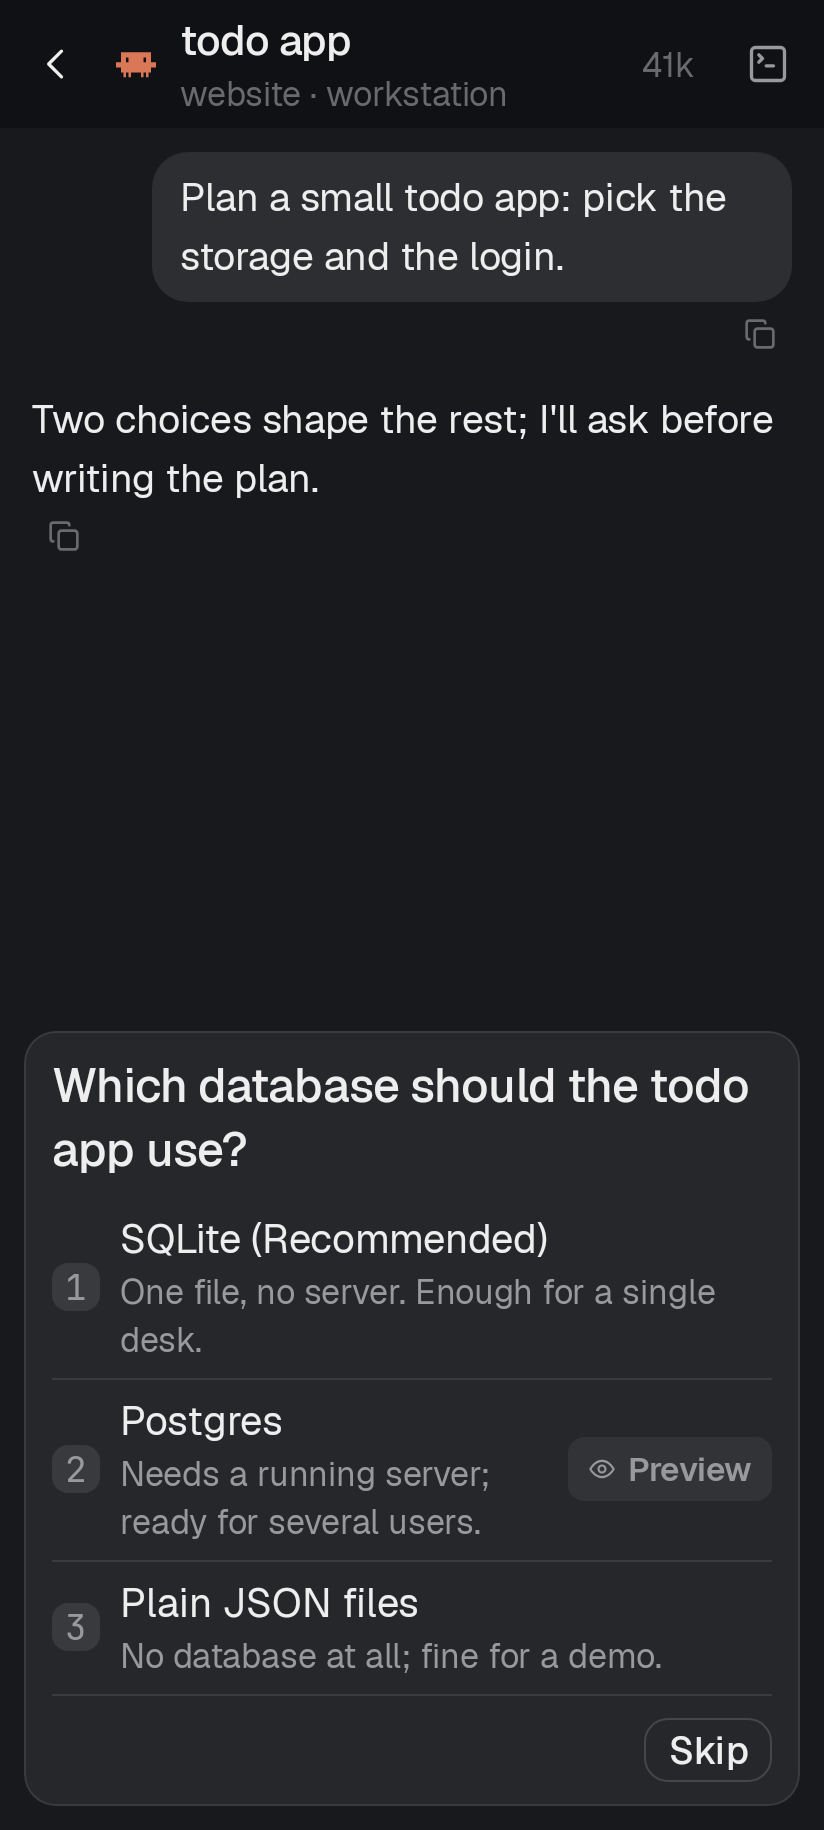 todo app
website · workstation
41k
Plan a small todo app: pick the
storage and the login.
Two choices shape the rest; I'll ask before
writing the plan.
Which database should the todo
app use?
1
SQLite (Recommended)
One file, no server. Enough for a single
desk.
2
Postgres
Needs a running server;
ready for several users.
Preview
3
Plain JSON files
No database at all; fine for a demo.
Skip